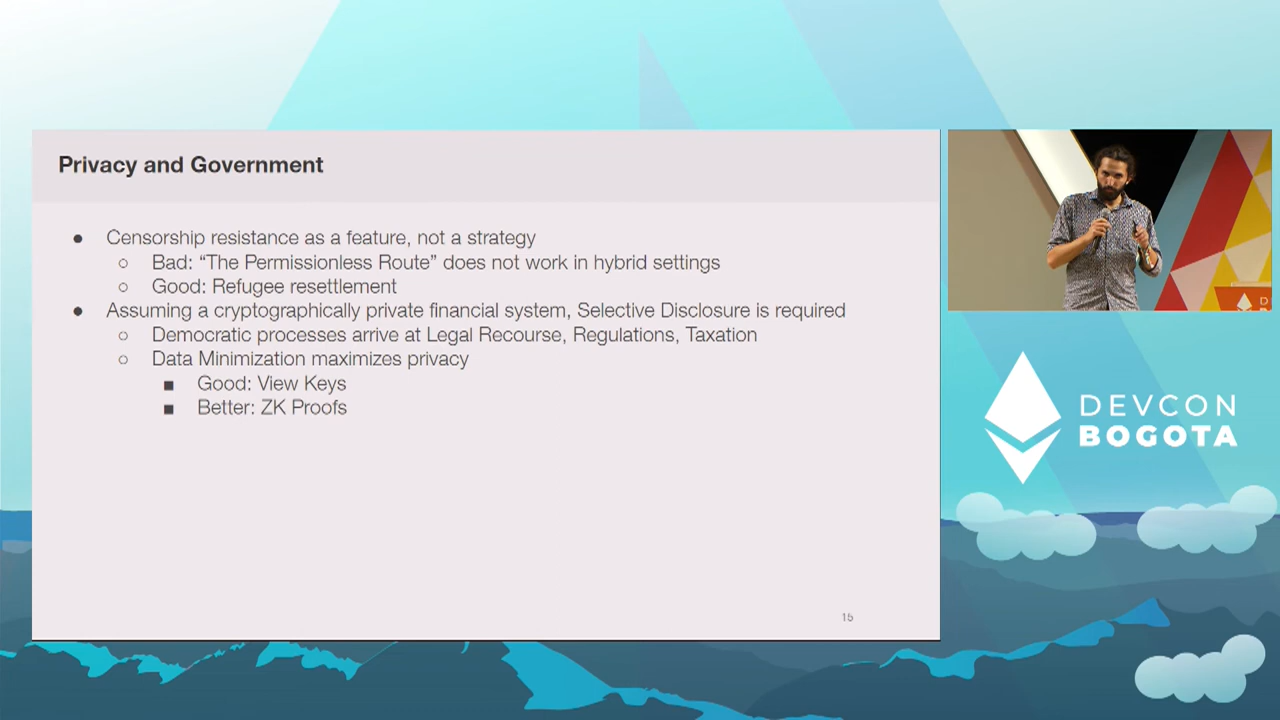 Privacy and Government
● Censorship resistance as a feature, not a strategy
○ Bad: “The Permissionless Route” does not work in hybrid settings
○ Good: Refugee resettlement
● Assuming a cryptographically private financial system, Selective Disclosure is required
○ Democratic processes arrive at Legal Recourse, Regulations, Taxation
○ Data Minimization maximizes privacy
■ Good: View Keys
■ Better: ZK Proofs
15
DEVCON
BOGOTA